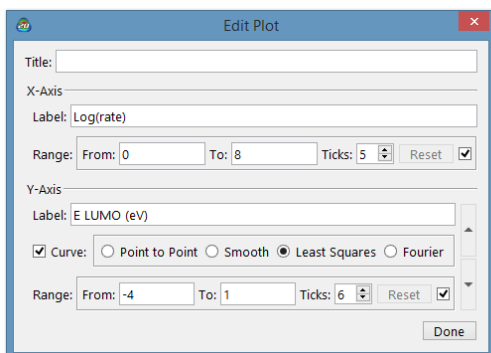 Edit Plot
Title:
X-Axis
Label: Log(rate)
Range: From: 0 To: 8 Ticks: 5 Reset
Y-Axis
Label: E LUMO (eV)
Curve: Point to Point Smooth Least Squares Fourier
Range: From: -4 To: 1 Ticks: 6 Reset
Done